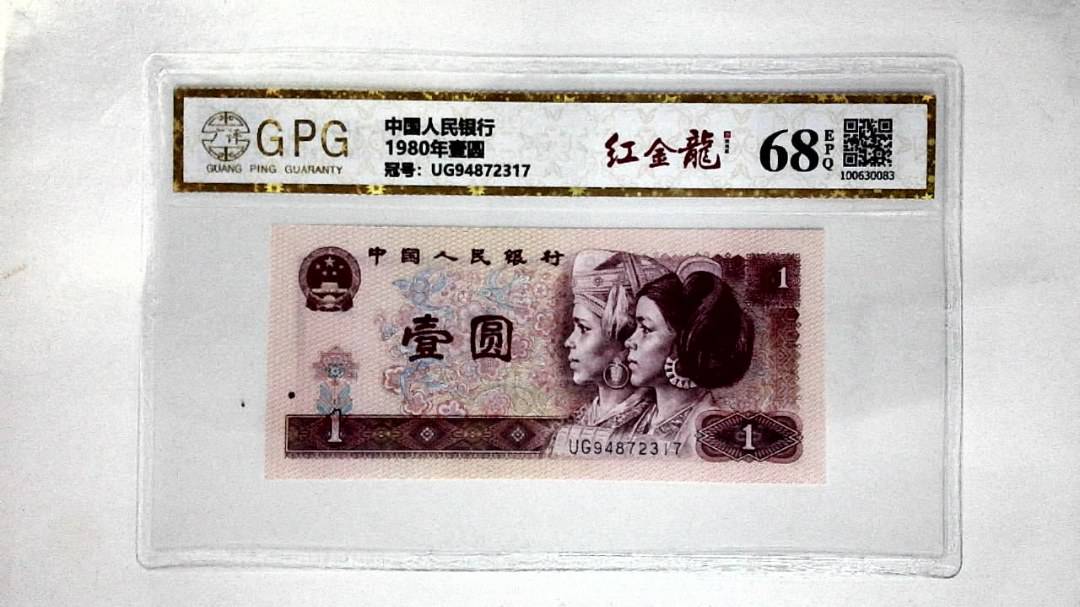 广评
GPG
GUANG PING GUARANTY
中国人民银行
1980年壹圆
冠号：UG94872317
红金龍
68
EPQ
100630083
中国人民银行
1
壹圆
1
UG94872317
1